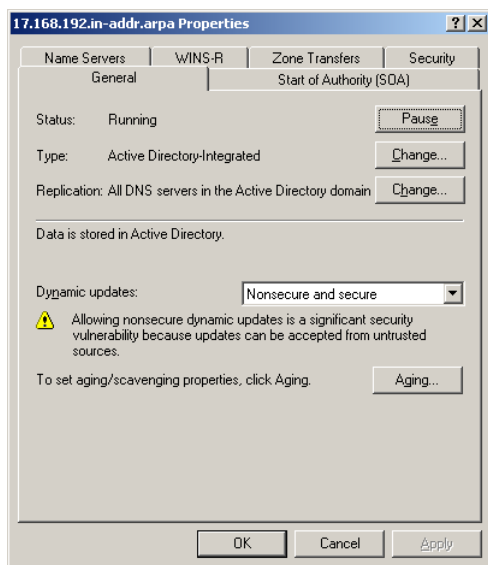 17.168.192.in-addr.arpa Properties
Name Servers WINS-R Zone Transfers Security
General Start of Authority (SOA)
Status: Running Pause
Type: Active Directory-Integrated Change...
Replication: All DNS servers in the Active Directory domain Change...
Data is stored in Active Directory.
Dynamic updates: Nonsecure and secure
Allowing nonsecure dynamic updates is a significant security
vulnerability because updates can be accepted from untrusted
sources.
To set aging/scavenging properties, click Aging. Aging...
OK Cancel Apply